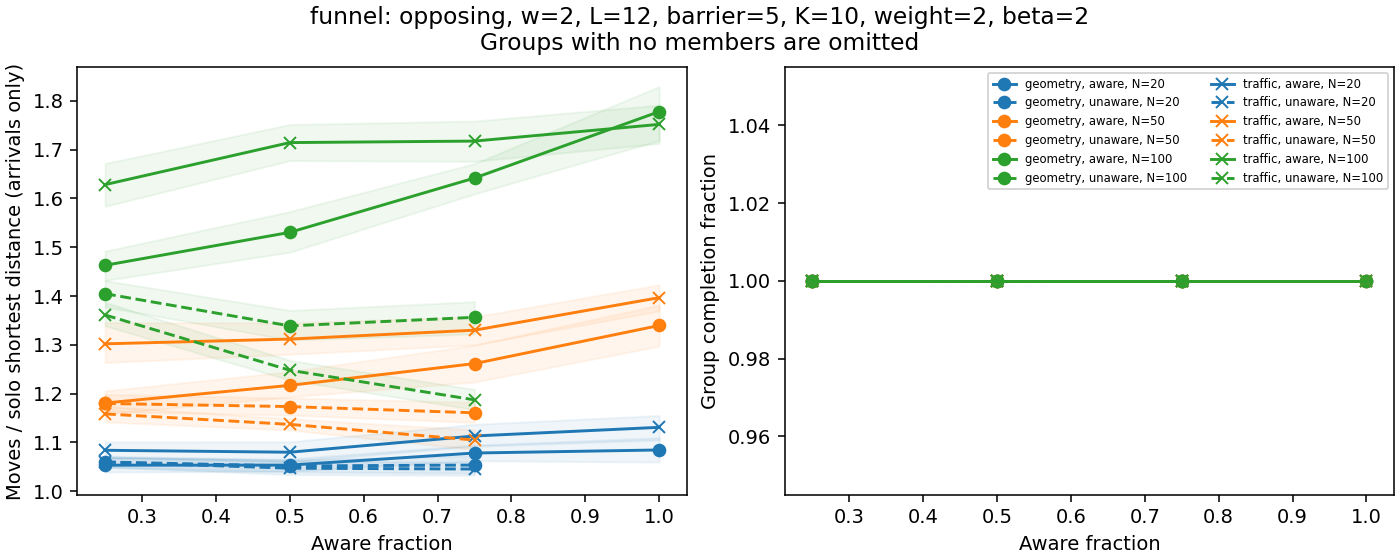 funnel: opposing, w=2, L=12, barrier=5, K=10, weight=2, beta=2
Groups with no members are omitted
Moves / solo shortest distance (arrivals only)
1.8
1.7
1.6
1.5
1.4
1.3
1.2
1.1
1.0
0.3 0.4 0.5 0.6 0.7 0.8 0.9 1.0
Aware fraction
Group completion fraction
1.04
1.02
1.00
0.98
0.96
geometry, aware, N=20
geometry, unaware, N=20
geometry, aware, N=50
geometry, unaware, N=50
geometry, aware, N=100
geometry, unaware, N=100
traffic, aware, N=20
traffic, unaware, N=20
traffic, aware, N=50
traffic, unaware, N=50
traffic, aware, N=100
traffic, unaware, N=100
0.3 0.4 0.5 0.6 0.7 0.8 0.9 1.0
Aware fraction